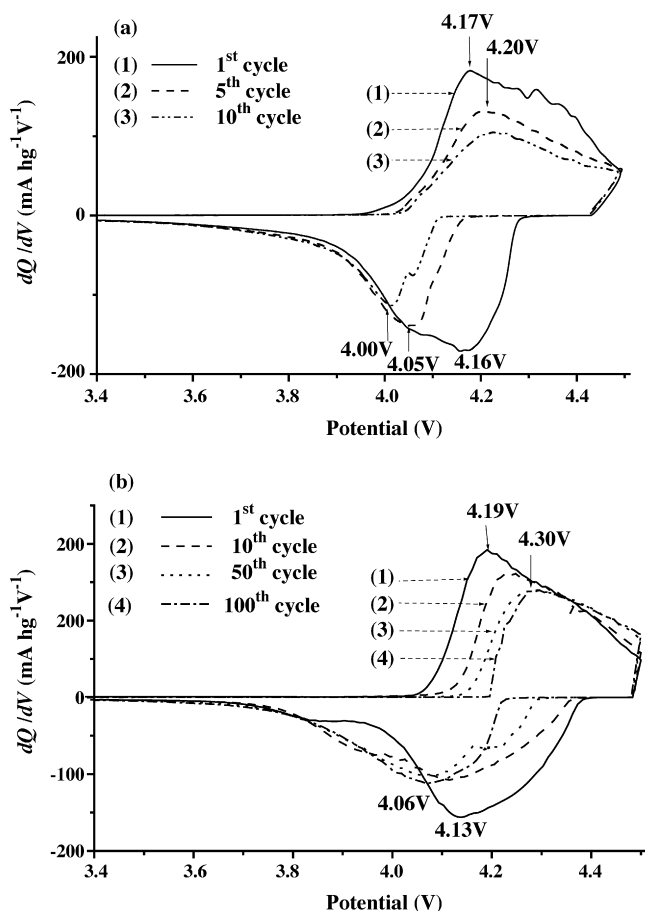 (a)
(1) 1st cycle
(2) 5th cycle
(3) 10th cycle
4.17V
4.20V
(1)
(2)
(3)
200
100
0
-200
dQ/dV (mA hg-1V-1)
4.00V
4.05V
4.16V
3.4 3.6 3.8 4.0 4.2 4.4
Potential (V)
(b)
(1) 1st cycle
(2) 10th cycle
(3) 50th cycle
(4) 100th cycle
4.19V
4.30V
(1)
(2)
(3)
(4)
200
200
0
-100
-200
dQ/dV (mA hg-1V-1)
4.06V
4.13V
3.4 3.6 3.8 4.0 4.2 4.4
Potential (V)